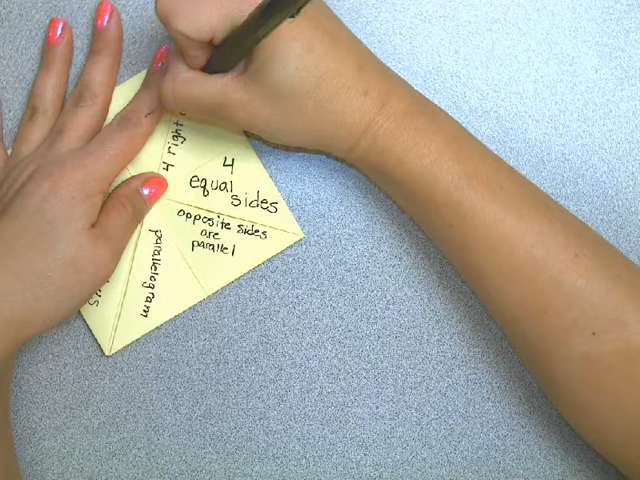 4 right
4
equal
sides
opposite sides
are
parallel
parallelogram